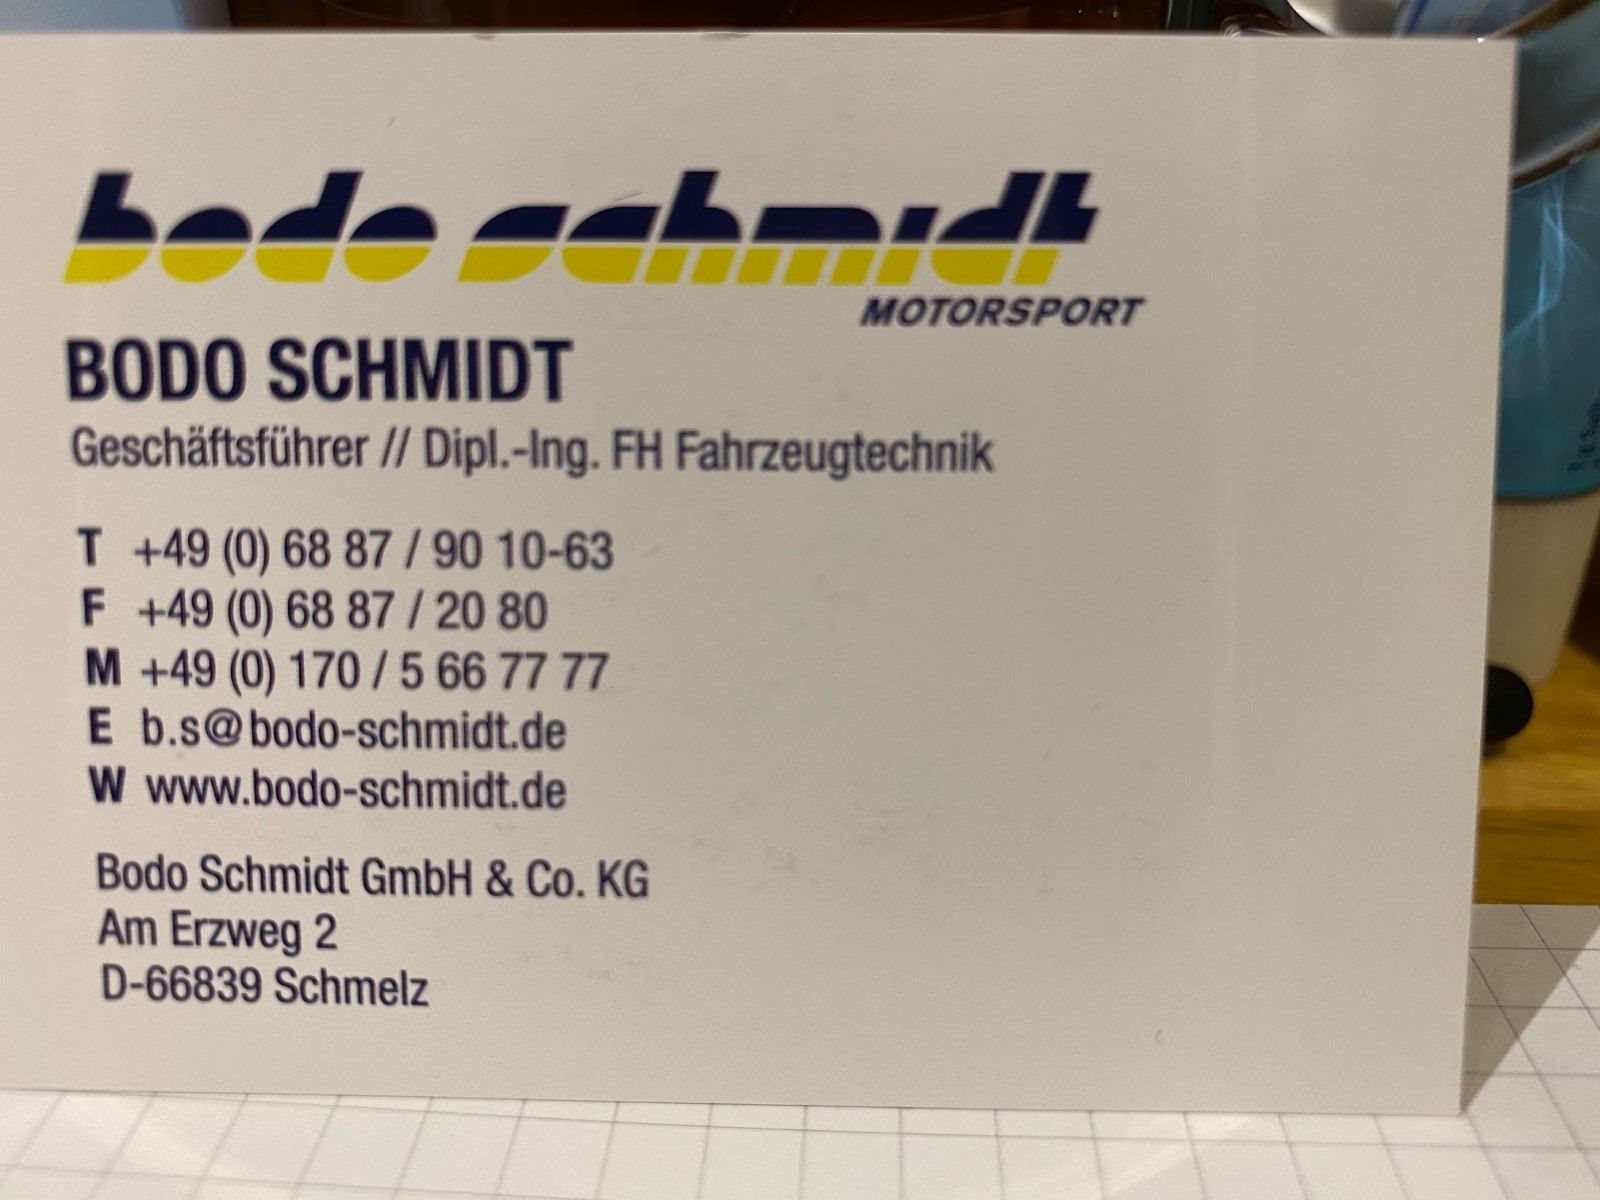 bodo schmidt
MOTORSPORT
BODO SCHMIDT
Geschäftsführer // Dipl.-Ing. FH Fahrzeugtechnik
T +49 (0) 68 87 / 90 10-63
F +49 (0) 68 87 / 20 80
M +49 (0) 170 / 5 66 77 77
E b.s@bodo-schmidt.de
W www.bodo-schmidt.de
Bodo Schmidt GmbH & Co. KG
Am Erzweg 2
D-66839 Schmelz